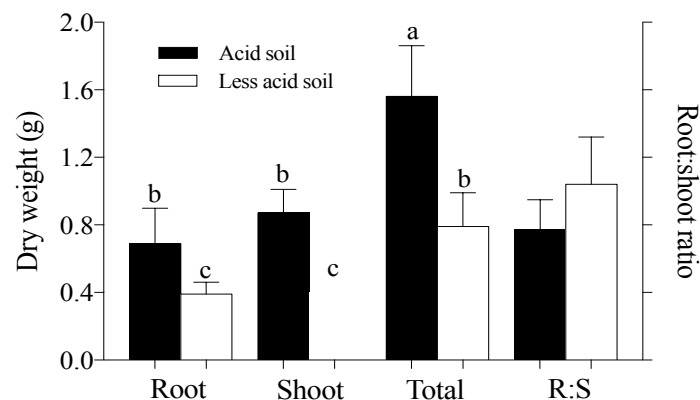 2.0
1.6
1.2
0.8
0.4
0.0
Dry weight (g)
Acid soil
Less acid soil
a
b
b
b
c
c
Root
Shoot
Total
R:S
Root:shoot ratio